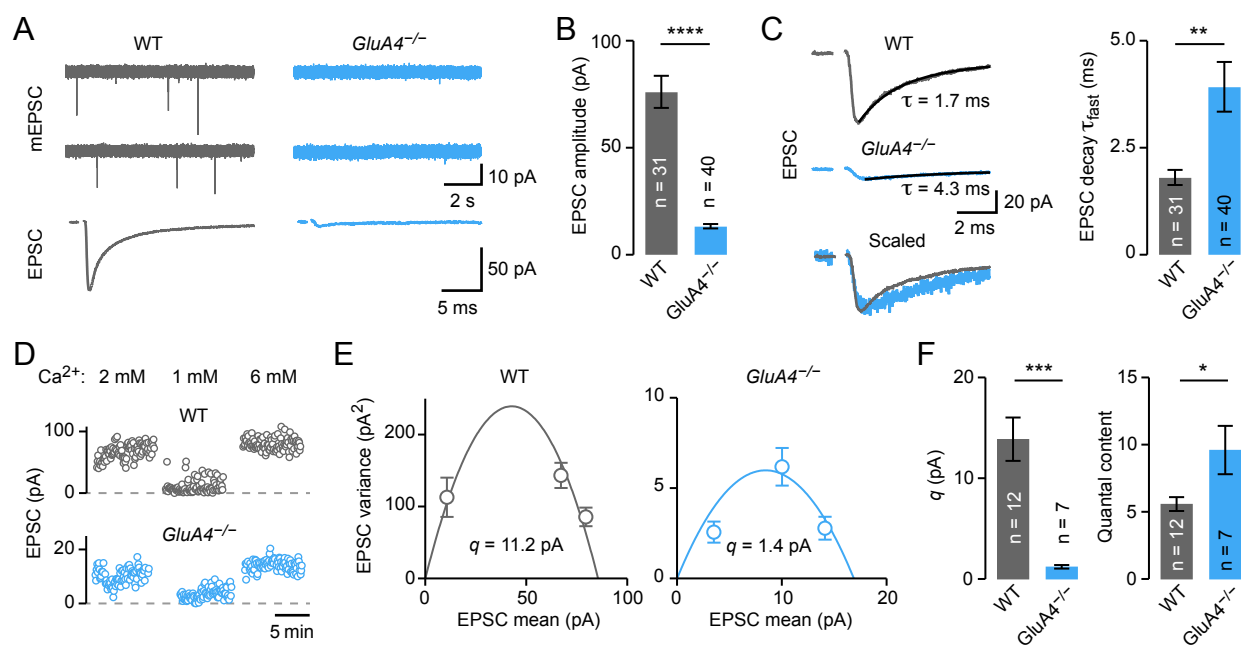 A
WT
GluA4⁻/⁻
mEPSC
10 pA
2 s
EPSC
50 pA
5 ms
B
****
EPSC amplitude (pA)
100
50
0
n = 31
n = 40
WT
GluA4⁻/⁻
C
WT
τ = 1.7 ms
GluA4⁻/⁻
EPSC
τ = 4.3 ms
20 pA
2 ms
Scaled
**
EPSC decay τfast (ms)
5.0
2.5
0
n = 31
n = 40
WT
GluA4⁻/⁻
D
Ca²⁺: 2 mM 1 mM 6 mM
WT
100
0
EPSC (pA)
GluA4⁻/⁻
20
0
5 min
E
WT
EPSC variance (pA²)
200
100
0
q = 11.2 pA
0 50 100
EPSC mean (pA)
GluA4⁻/⁻
10
5
0
q = 1.4 pA
0 10 20
EPSC mean (pA)
F
***
q (pA)
20
10
0
n = 12
n = 7
WT
GluA4⁻/⁻
*
Quantal content
15
10
5
0
n = 12
n = 7
WT
GluA4⁻/⁻